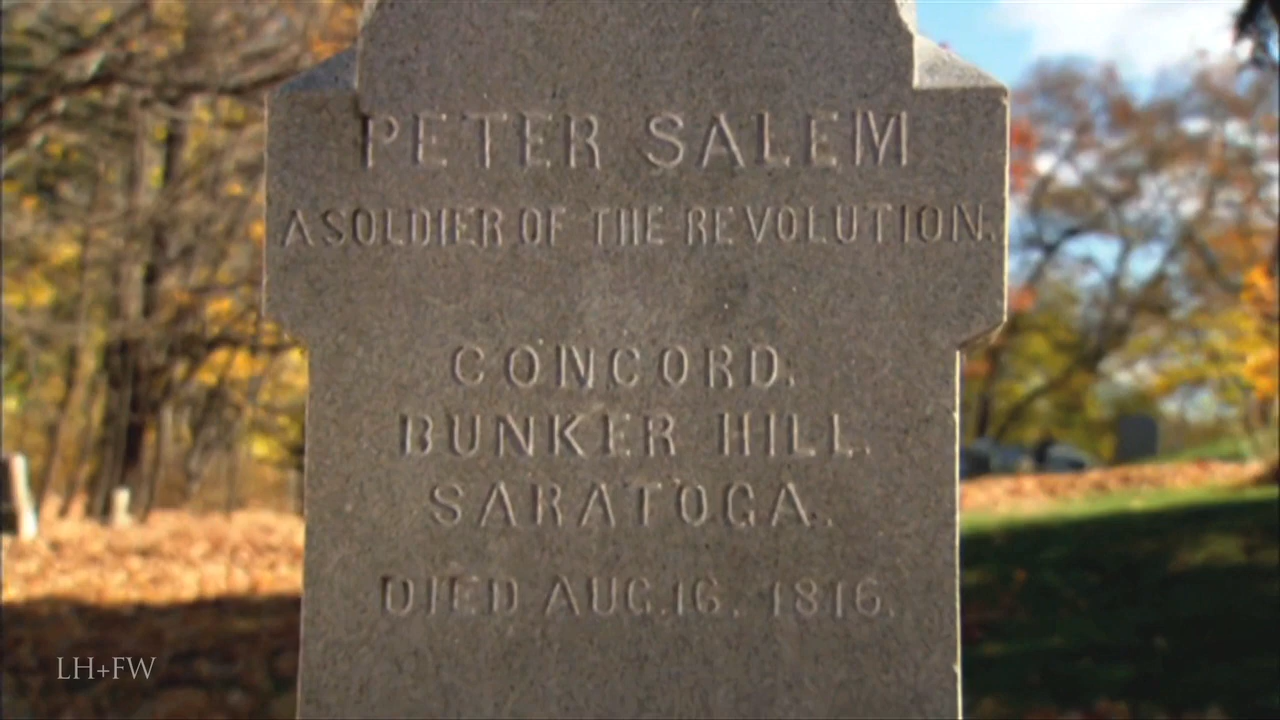 PETER SALEM
A SOLDIER OF THE REVOLUTION.
CONCORD.
BUNKER HILL.
SARATOGA.
DIED AUG. 16, 1816.
LH+FW